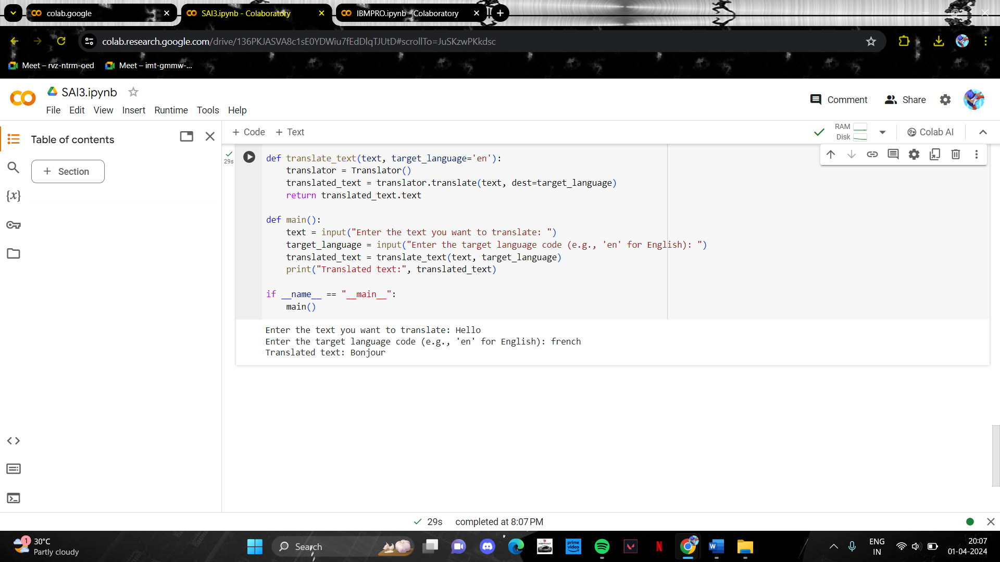 colab.google
SAI3.ipynb - Colaboratory
IBMPRO.ipynb - Colaboratory
colab.research.google.com/drive/136PKJASVA8c1sE0YDWiu7fEdDlqTJUtD#scrollTo=JuSKzwPKkdsc
Meet – rvz-ntrm-oed
Meet – imt-gmmw-...
SAI3.ipynb
File Edit View Insert Runtime Tools Help
Comment
Share
Table of contents
+ Section
+ Code + Text
RAM
Disk
Colab AI
29s
def translate_text(text, target_language='en'):
    translator = Translator()
    translated_text = translator.translate(text, dest=target_language)
    return translated_text.text
def main():
    text = input("Enter the text you want to translate: ")
    target_language = input("Enter the target language code (e.g., 'en' for English): ")
    translated_text = translate_text(text, target_language)
    print("Translated text:", translated_text)
if __name__ == "__main__":
    main()
Enter the text you want to translate: Hello
Enter the target language code (e.g., 'en' for English): french
Translated text: Bonjour
29s completed at 8:07 PM
1
30°C
Partly cloudy
Search
prime video
ENG
IN
20:07
01-04-2024